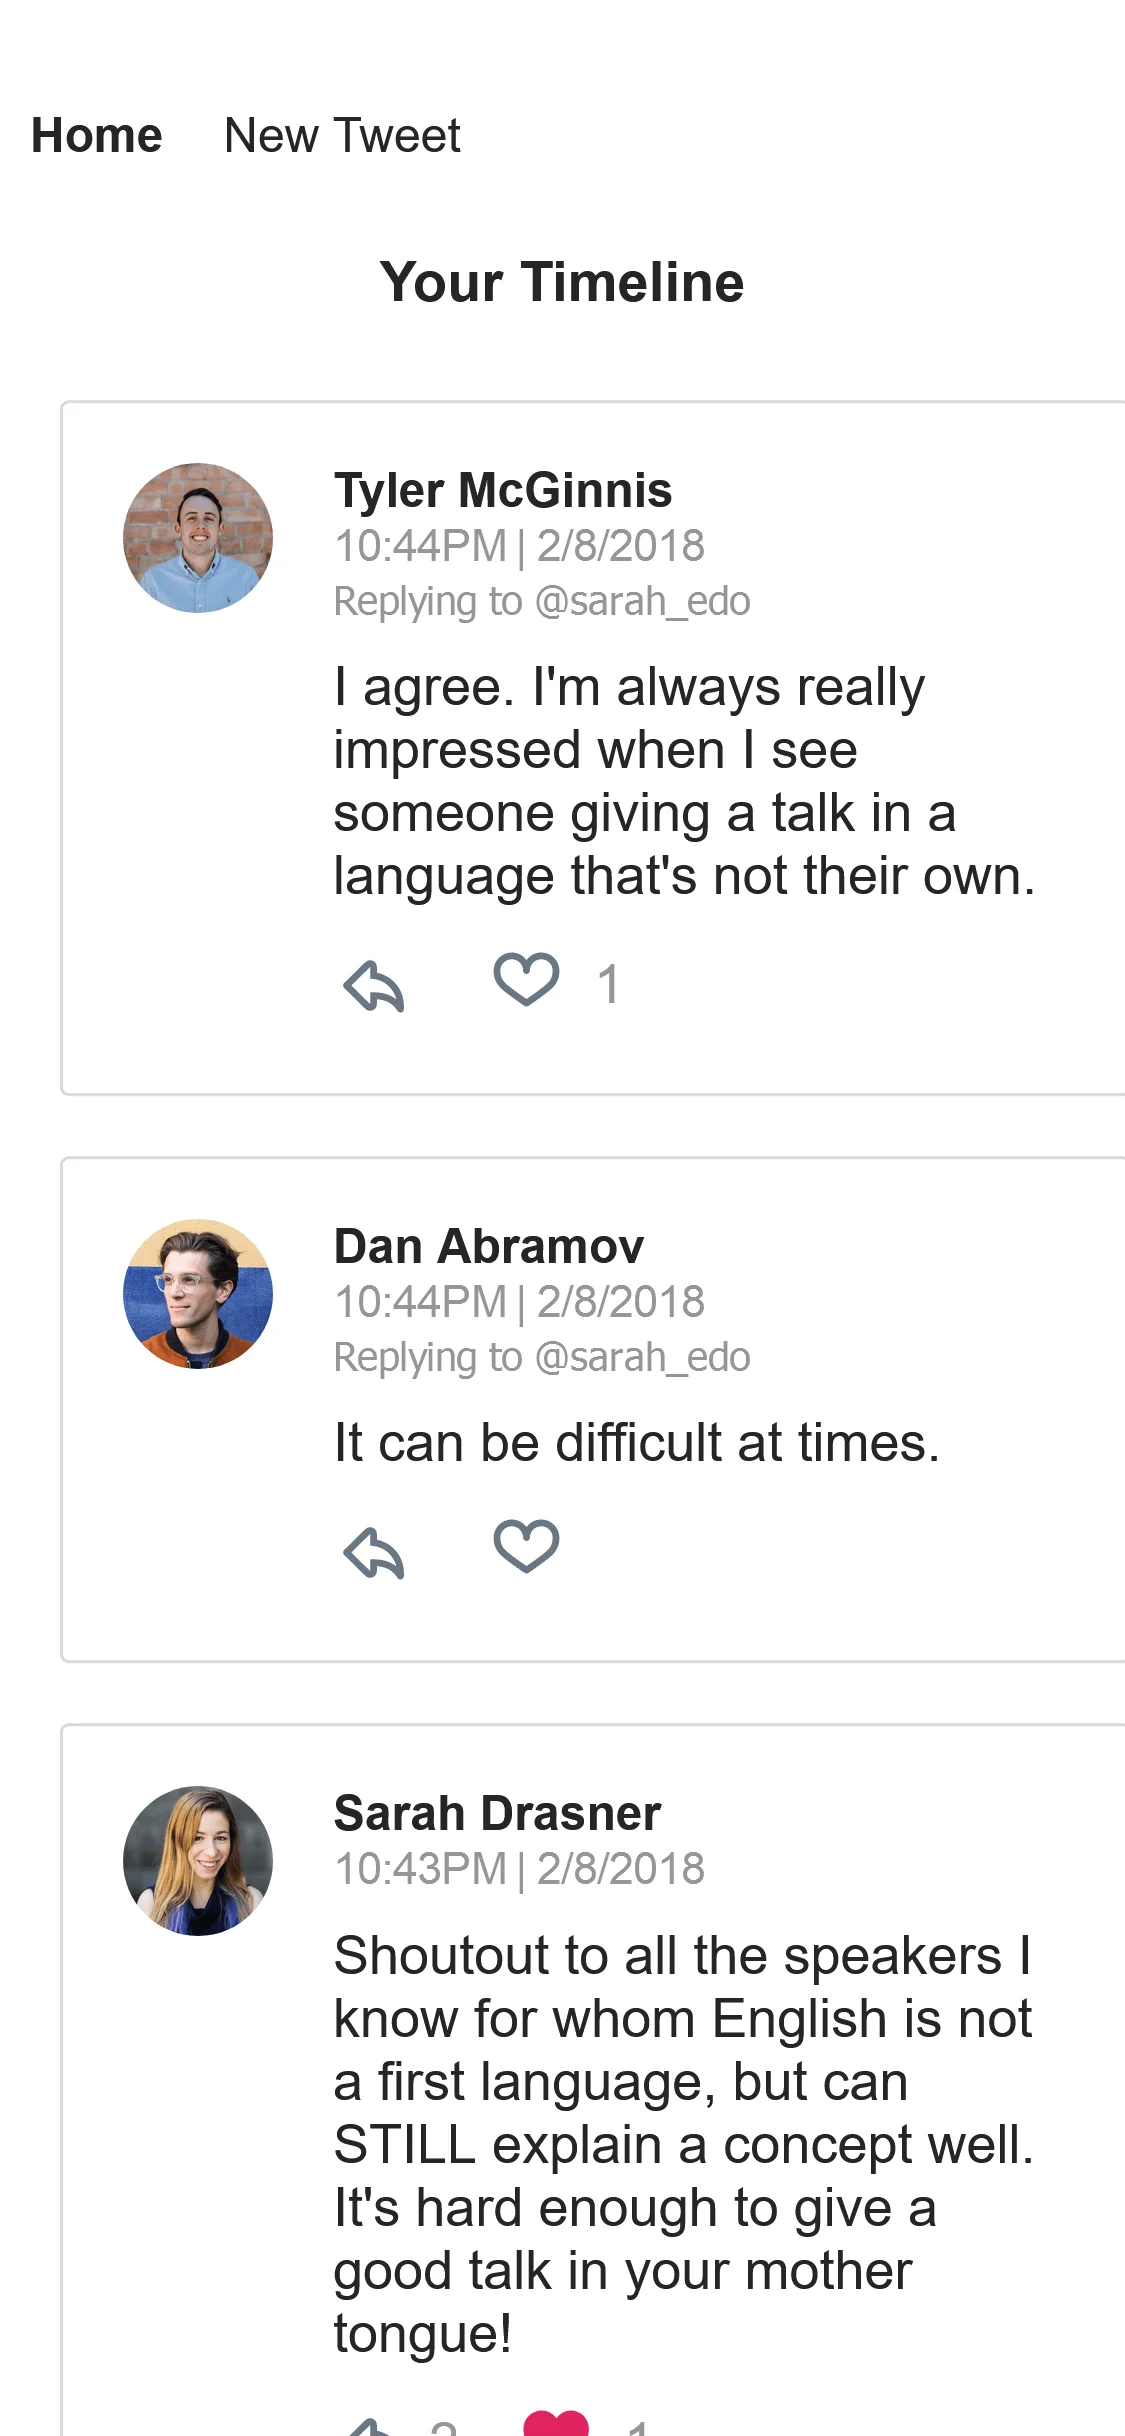 Home New Tweet
Your Timeline
Tyler McGinnis
10:44PM | 2/8/2018
Replying to @sarah_edo
I agree. I'm always really
impressed when I see
someone giving a talk in a
language that's not their own.
1
Dan Abramov
10:44PM | 2/8/2018
Replying to @sarah_edo
It can be difficult at times.
Sarah Drasner
10:43PM | 2/8/2018
Shoutout to all the speakers I
know for whom English is not
a first language, but can
STILL explain a concept well.
It's hard enough to give a
good talk in your mother
tongue!